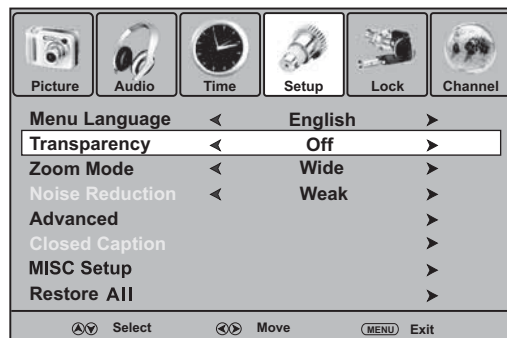 Picture Audio Time Setup Lock Channel
Menu Language English
Transparency Off
Zoom Mode Wide
Noise Reduction Weak
Advanced
Closed Caption
MISC Setup
Restore All
Select Move MENU Exit